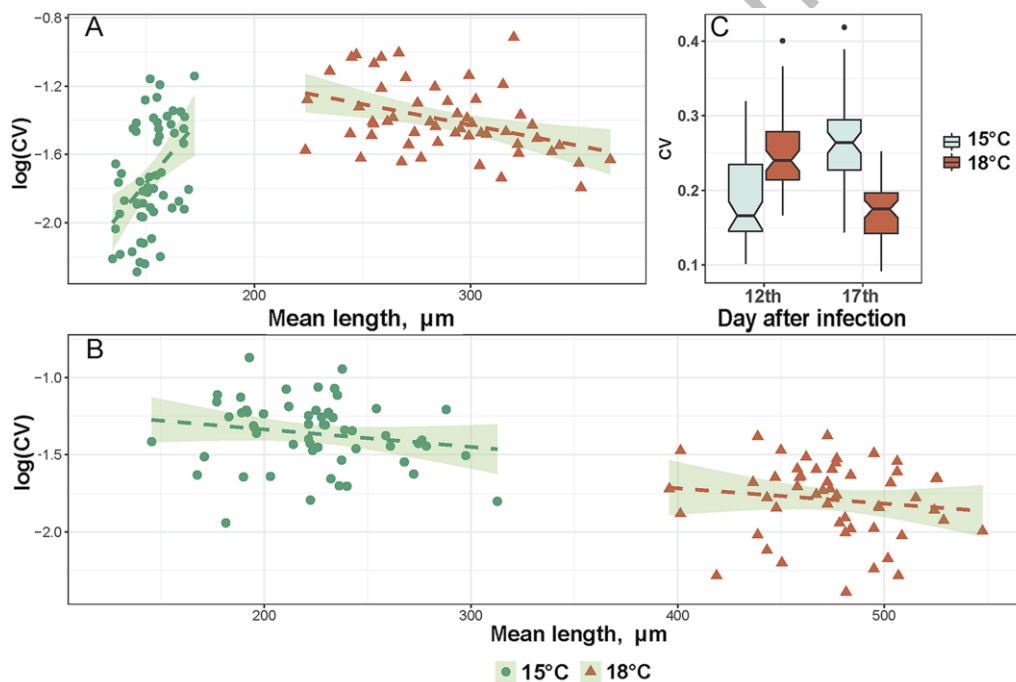 A
−0.8
−1.2
−1.6
−2.0
log(CV)
200
300
Mean length, μm
C
0.4
0.3
0.2
0.1
CV
12th
17th
Day after infection
15°C
18°C
B
−1.0
−1.5
−2.0
log(CV)
200
300
400
500
Mean length, μm
15°C
18°C